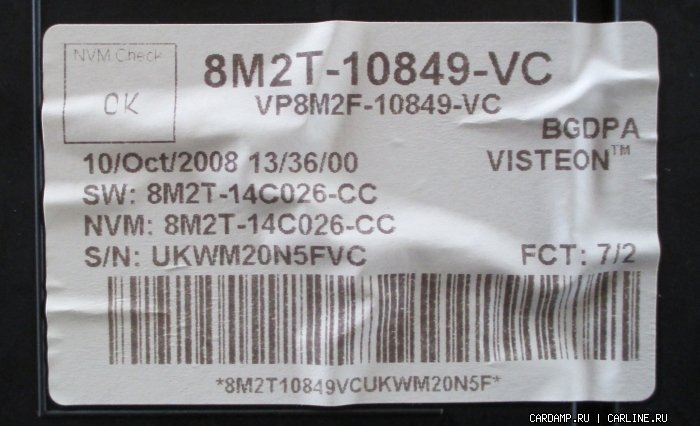 NVM Check
OK
8M2T-10849-VC
VP8M2F-10849-VC
BGDPA
10/Oct/2008 13/36/00 VISTEON™
SW: 8M2T-14C026-CC
NVM: 8M2T-14C026-CC
S/N: UKWM20N5FVC FCT: 7/2
*8M2T10849VCUKWM20N5F*
CARDAMP.RU | CARLINE.RU